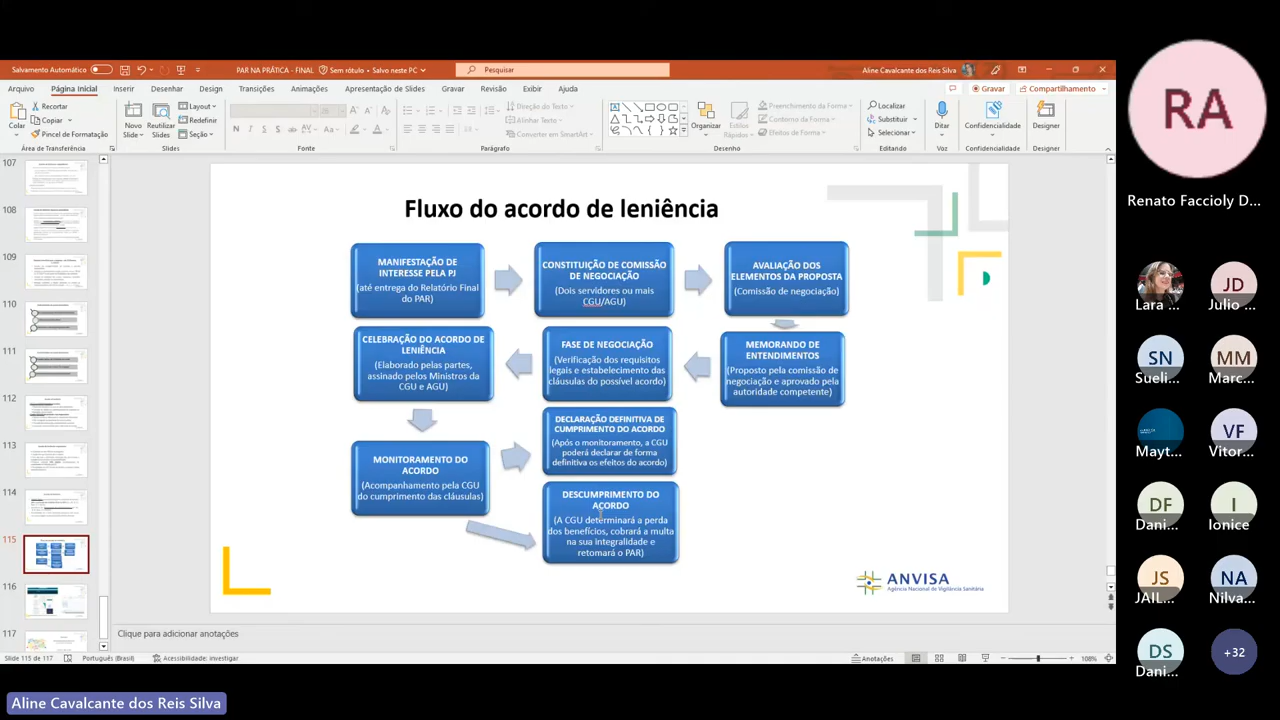 Salvamento Automático
PAR NA PRÁTICA - FINAL
Sem rótulo • Salvo neste PC
Pesquisar
Aline Cavalcante dos Reis Silva
Arquivo
Página Inicial
Inserir
Desenhar
Design
Transições
Animações
Apresentação de Slides
Gravar
Revisão
Exibir
Ajuda
Gravar
Compartilhamento
Colar
Recortar
Copiar
Pincel de Formatação
Área de Transferência
Novo Slide
Reutilizar Slides
Layout
Redefinir
Seção
Slides
Fonte
Direção do Texto
Alinhar Texto
Converter em SmartArt
Parágrafo
Organizar
Estilos Rápidos
Preenchimento da Forma
Contorno da Forma
Efeitos de Forma
Desenho
Localizar
Substituir
Selecionar
Editando
Ditar
Voz
Confidencialidade
Confidencialidade
Designer
Designer
107
108
109
110
111
112
113
114
115
116
117
Fluxo do acordo de leniência
MANIFESTAÇÃO DE
INTERESSE PELA PJ
(até entrega do Relatório Final
do PAR)
CONSTITUIÇÃO DE COMISSÃO
DE NEGOCIAÇÃO
(Dois servidores ou mais
CGU/AGU)
AVALIAÇÃO DOS
ELEMENTOS DA PROPOSTA
(Comissão de negociação)
CELEBRAÇÃO DO ACORDO DE
LENIÊNCIA
(Elaborado pelas partes,
assinado pelos Ministros da
CGU e AGU)
FASE DE NEGOCIAÇÃO
(Verificação dos requisitos
legais e estabelecimento das
cláusulas do possível acordo)
MEMORANDO DE
ENTENDIMENTOS
(Proposto pela comissão de
negociação e aprovado pela
autoridade competente)
MONITORAMENTO DO
ACORDO
(Acompanhamento pela CGU
do cumprimento das cláusulas)
DECLARAÇÃO DEFINITIVA DE
CUMPRIMENTO DO ACORDO
(Após o monitoramento, a CGU
poderá declarar de forma
definitiva os efeitos do acordo)
DESCUMPRIMENTO DO
ACORDO
(A CGU determinará a perda
dos benefícios, cobrará a multa
na sua integralidade e
retomará o PAR)
ANVISA
Agência Nacional de Vigilância Sanitária
Clique para adicionar anotações
Slide 115 de 117
Português (Brasil)
Acessibilidade: investigar
Anotações
108%
RA
Renato Faccioly D...
Lara ...
JD
Julio ...
SN
Sueli...
MM
Marc...
Mayt...
VF
Vitor...
DF
Dani...
I
Ionice
JS
JAIL...
NA
Nilva...
DS
Dani...
+32
Aline Cavalcante dos Reis Silva